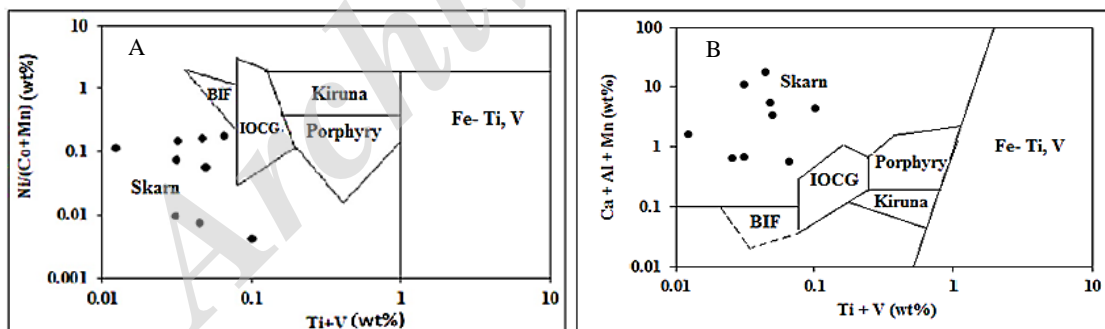 A
Ni/(Co+Mn) (wt%)
10
1
0.1
0.01
0.001
BIF
IOCG
Kiruna
Porphyry
Fe- Ti, V
Skarn
0.01
0.1
1
10
Ti+V (wt%)
B
Ca + Al + Mn (wt%)
100
10
1
0.1
0.01
Skarn
IOCG
Porphyry
Kiruna
BIF
Fe- Ti, V
0.01
0.1
1
10
Ti + V (wt%)